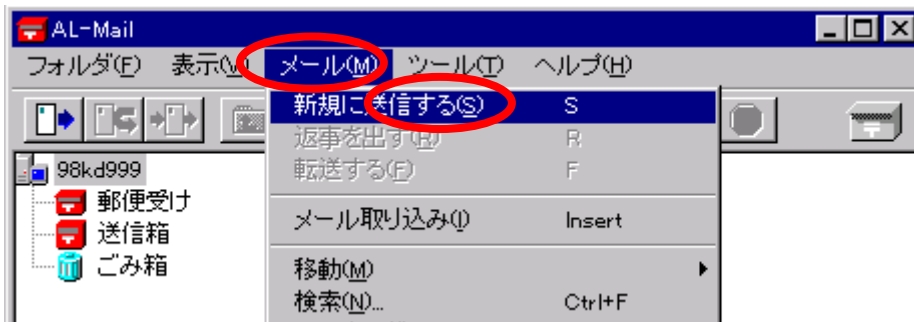 AL-Mail
フォルダ(F) 表示(V) メール(M) ツール(T) ヘルプ(H)
新規に送信する(S) S
返事を出す(R) R
転送する(F) F
98kd999
郵便受け
メール取り込み(I) Insert
送信箱
ごみ箱
移動(M)
検索(N)... Ctrl+F